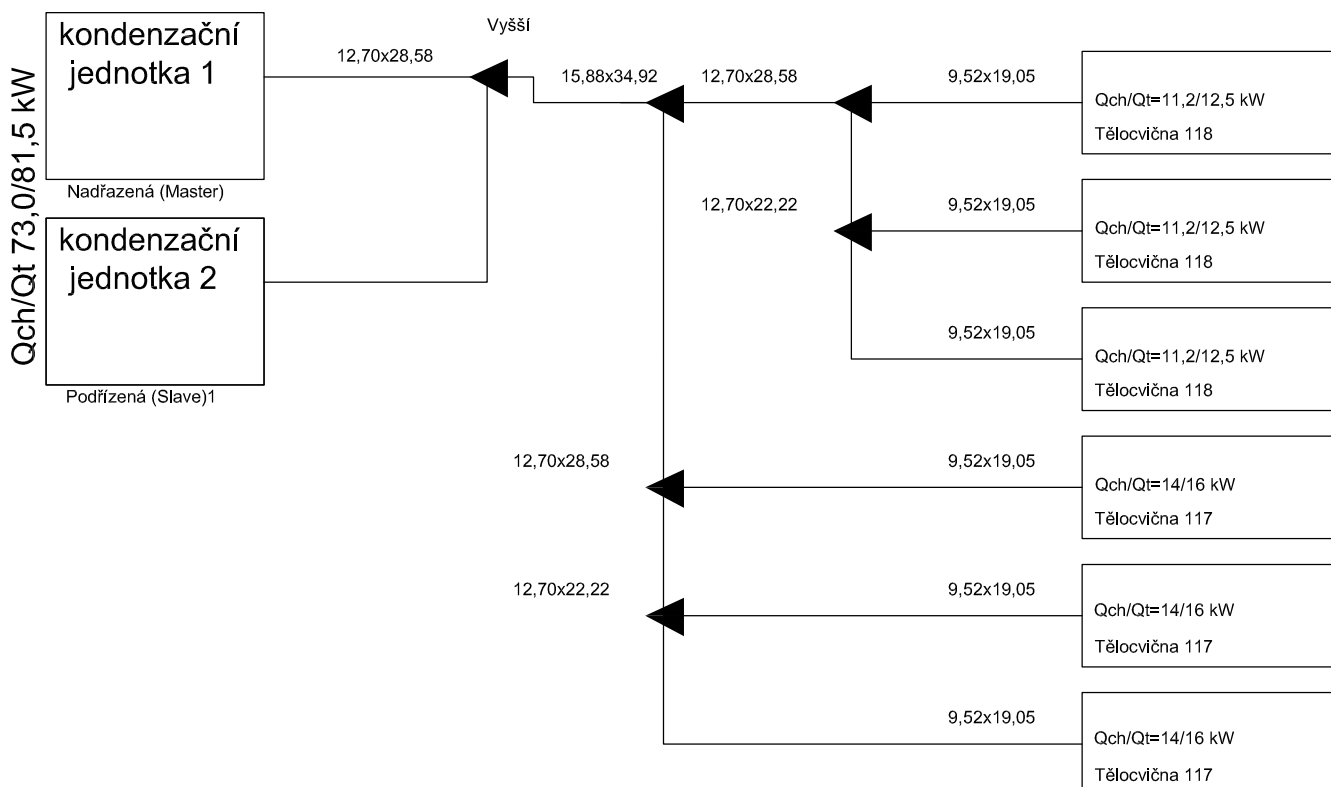 Qch/Qt 73,0/81,5 kW
kondenzační
jednotka 1
Nadřazená (Master)
kondenzační
jednotka 2
Podřízená (Slave)1
12,70x28,58
Vyšší
15,88x34,92
12,70x28,58
9,52x19,05
Qch/Qt=11,2/12,5 kW
Tělocvična 118
12,70x22,22
9,52x19,05
Qch/Qt=11,2/12,5 kW
Tělocvična 118
9,52x19,05
Qch/Qt=11,2/12,5 kW
Tělocvična 118
12,70x28,58
9,52x19,05
Qch/Qt=14/16 kW
Tělocvična 117
12,70x22,22
9,52x19,05
Qch/Qt=14/16 kW
Tělocvična 117
9,52x19,05
Qch/Qt=14/16 kW
Tělocvična 117